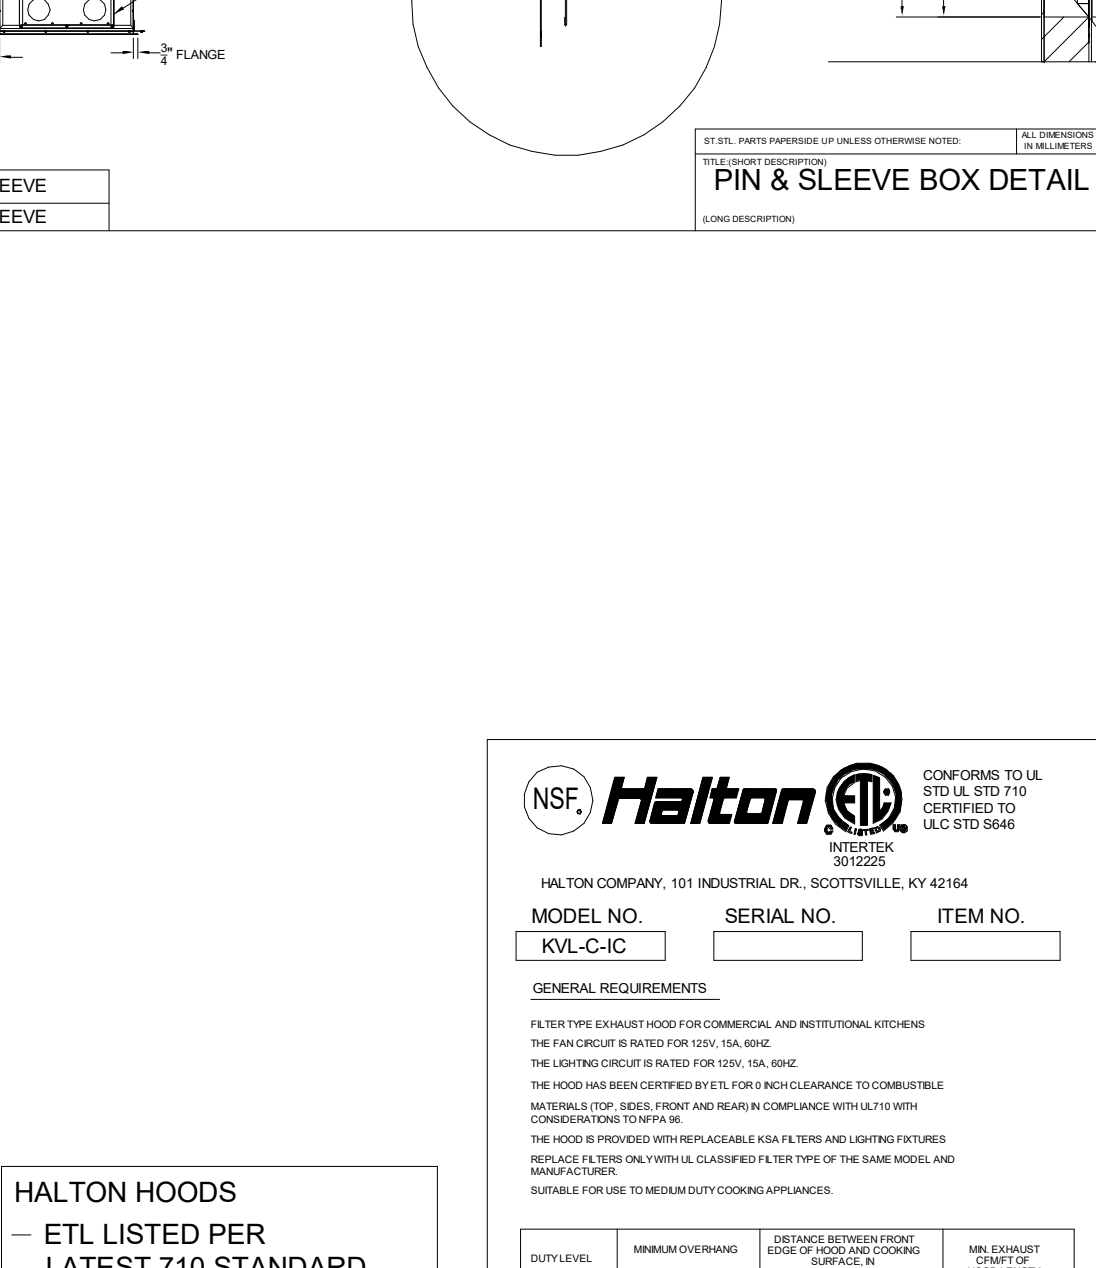 3/4" FLANGE
ST.STL. PARTS PAPERSIDE UP UNLESS OTHERWISE NOTED:
ALL DIMENSIONS
IN MILLIMETERS
TITLE:(SHORT DESCRIPTION)
PIN & SLEEVE BOX DETAIL
(LONG DESCRIPTION)
EEVE
EEVE
NSF.
Halton
ETL
C LISTED US
INTERTEK
3012225
CONFORMS TO UL
STD UL STD 710
CERTIFIED TO
ULC STD S646
HALTON COMPANY, 101 INDUSTRIAL DR., SCOTTSVILLE, KY 42164
MODEL NO. SERIAL NO. ITEM NO.
KVL-C-IC
GENERAL REQUIREMENTS
FILTER TYPE EXHAUST HOOD FOR COMMERCIAL AND INSTITUTIONAL KITCHENS
THE FAN CIRCUIT IS RATED FOR 125V, 15A, 60HZ.
THE LIGHTING CIRCUIT IS RATED FOR 125V, 15A, 60HZ.
THE HOOD HAS BEEN CERTIFIED BY ETL FOR 0 INCH CLEARANCE TO COMBUSTIBLE
MATERIALS (TOP, SIDES, FRONT AND REAR) IN COMPLIANCE WITH UL710 WITH
CONSIDERATIONS TO NFPA 96.
THE HOOD IS PROVIDED WITH REPLACEABLE KSA FILTERS AND LIGHTING FIXTURES
REPLACE FILTERS ONLY WITH UL CLASSIFIED FILTER TYPE OF THE SAME MODEL AND
MANUFACTURER.
SUITABLE FOR USE TO MEDIUM DUTY COOKING APPLIANCES.
DUTY LEVEL
MINIMUM OVERHANG
DISTANCE BETWEEN FRONT
EDGE OF HOOD AND COOKING
SURFACE, IN
MIN. EXHAUST
CFM/FT OF
HOOD LENGTH
HALTON HOODS
— ETL LISTED PER
LATEST 710 STANDARD